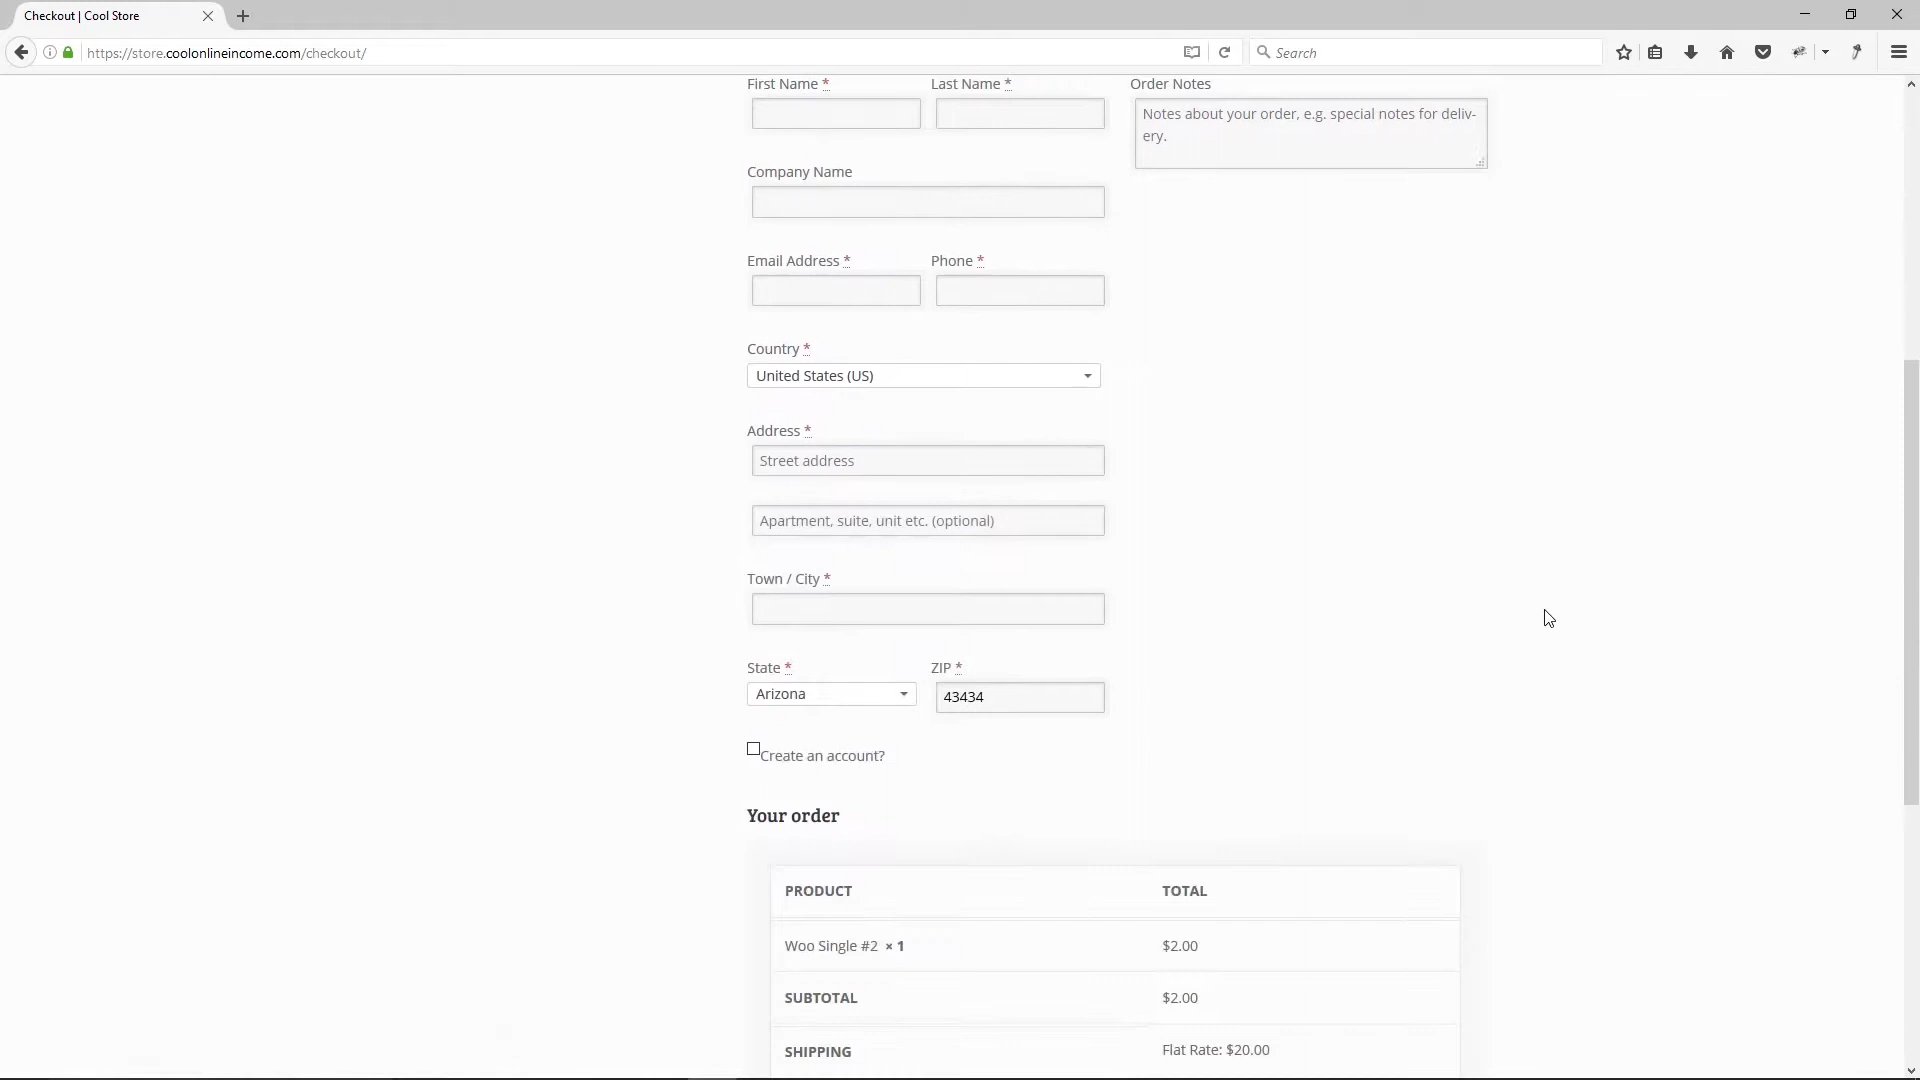 Checkout | Cool Store
https://store.coolonlineincome.com/checkout/
Search
First Name *
Last Name *
Order Notes
Notes about your order, e.g. special notes for deliv-
ery.
Company Name
Email Address *
Phone *
Country *
United States (US)
Address *
Street address
Apartment, suite, unit etc. (optional)
Town / City *
State *
ZIP *
Arizona
43434
Create an account?
Your order
PRODUCT
TOTAL
Woo Single #2 × 1
$2.00
SUBTOTAL
$2.00
SHIPPING
Flat Rate: $20.00